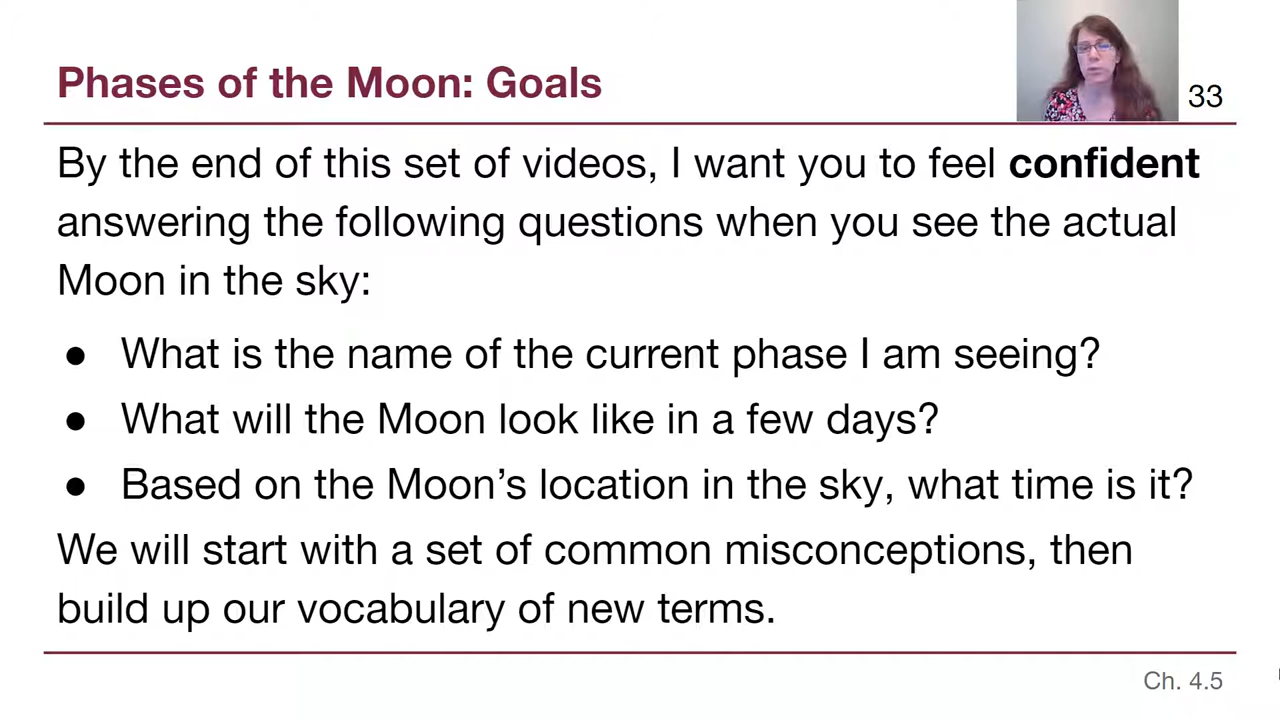 Phases of the Moon: Goals
33
By the end of this set of videos, I want you to feel confident
answering the following questions when you see the actual
Moon in the sky:
● What is the name of the current phase I am seeing?
● What will the Moon look like in a few days?
● Based on the Moon’s location in the sky, what time is it?
We will start with a set of common misconceptions, then
build up our vocabulary of new terms.
Ch. 4.5